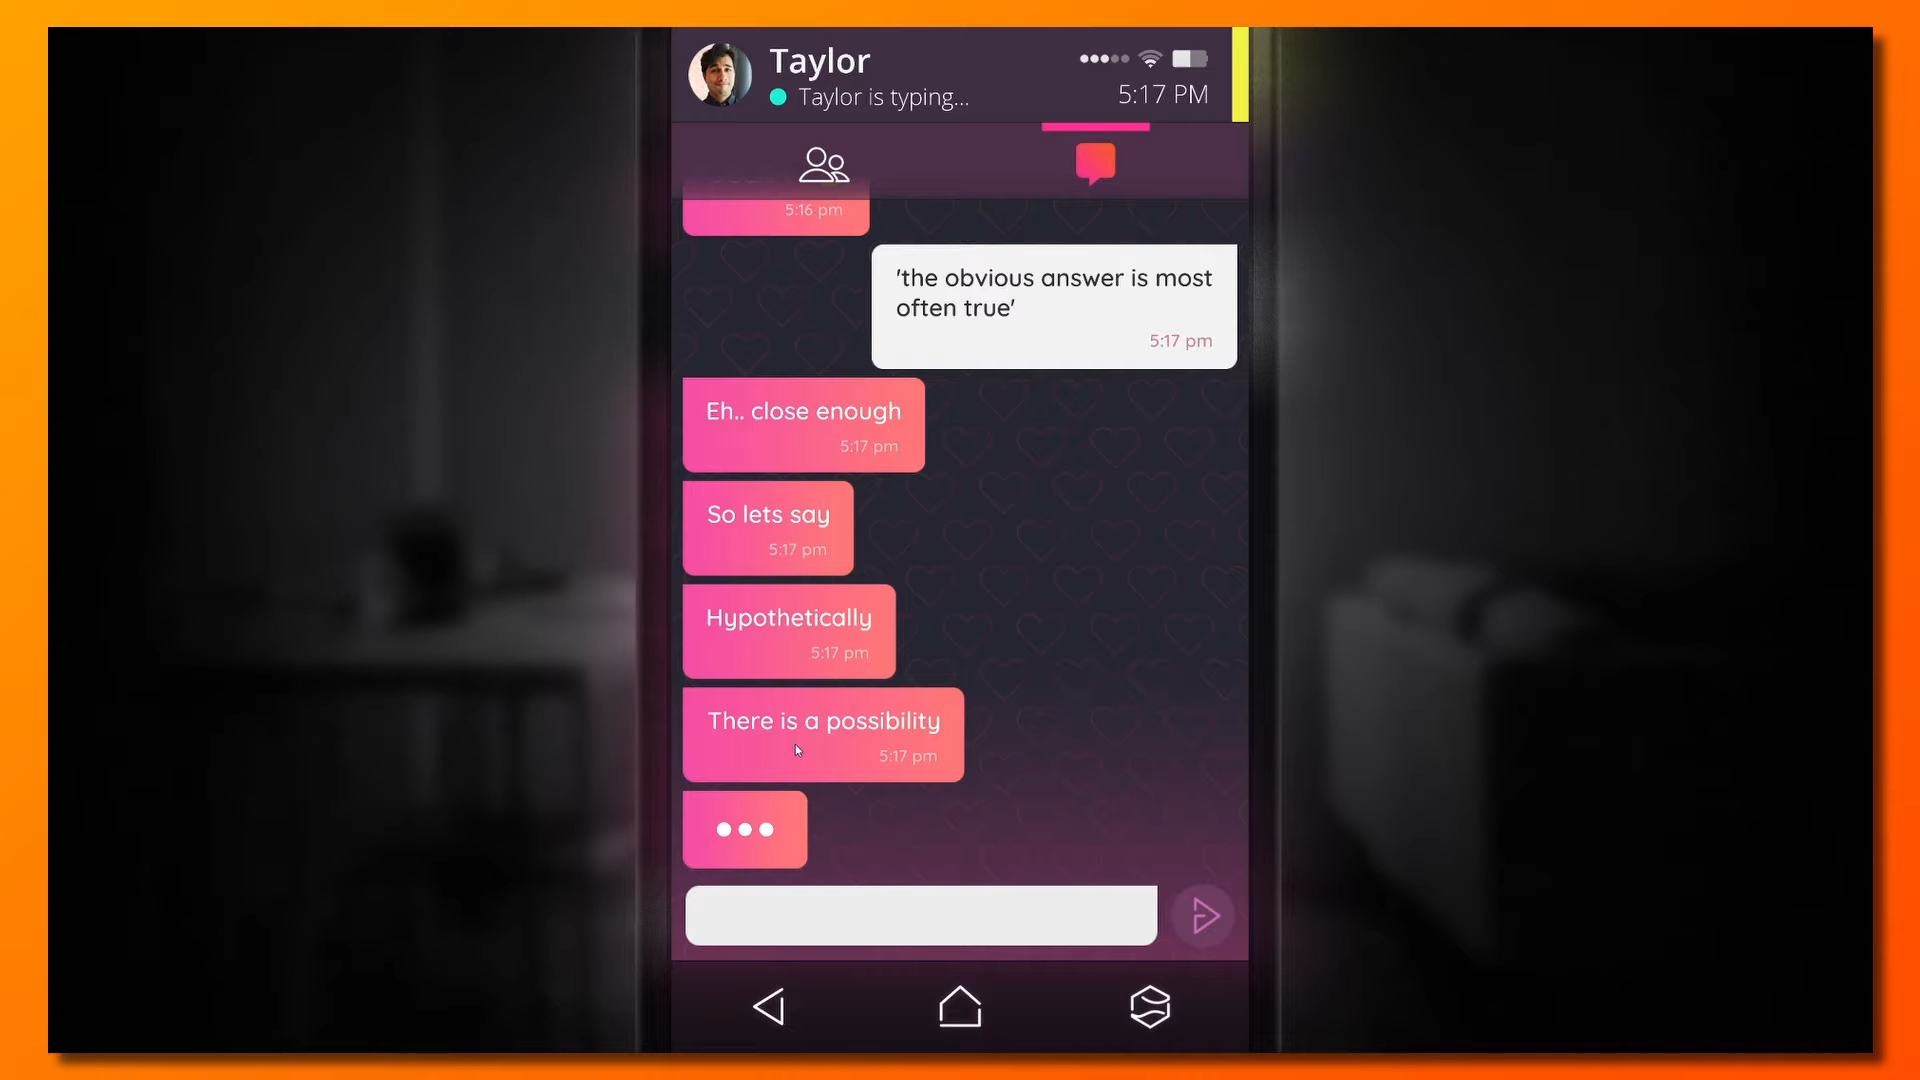 Taylor
Taylor is typing...
5:17 PM
5:16 pm
'the obvious answer is most
often true'
5:17 pm
Eh.. close enough
5:17 pm
So lets say
5:17 pm
Hypothetically
5:17 pm
There is a possibility
5:17 pm